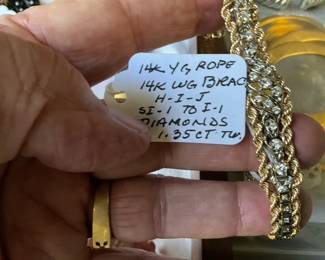 14K YG ROPE
14K WG BRAC
H-I-J
SI-1 TO I-1
DIAMONDS
1.35CT TW.